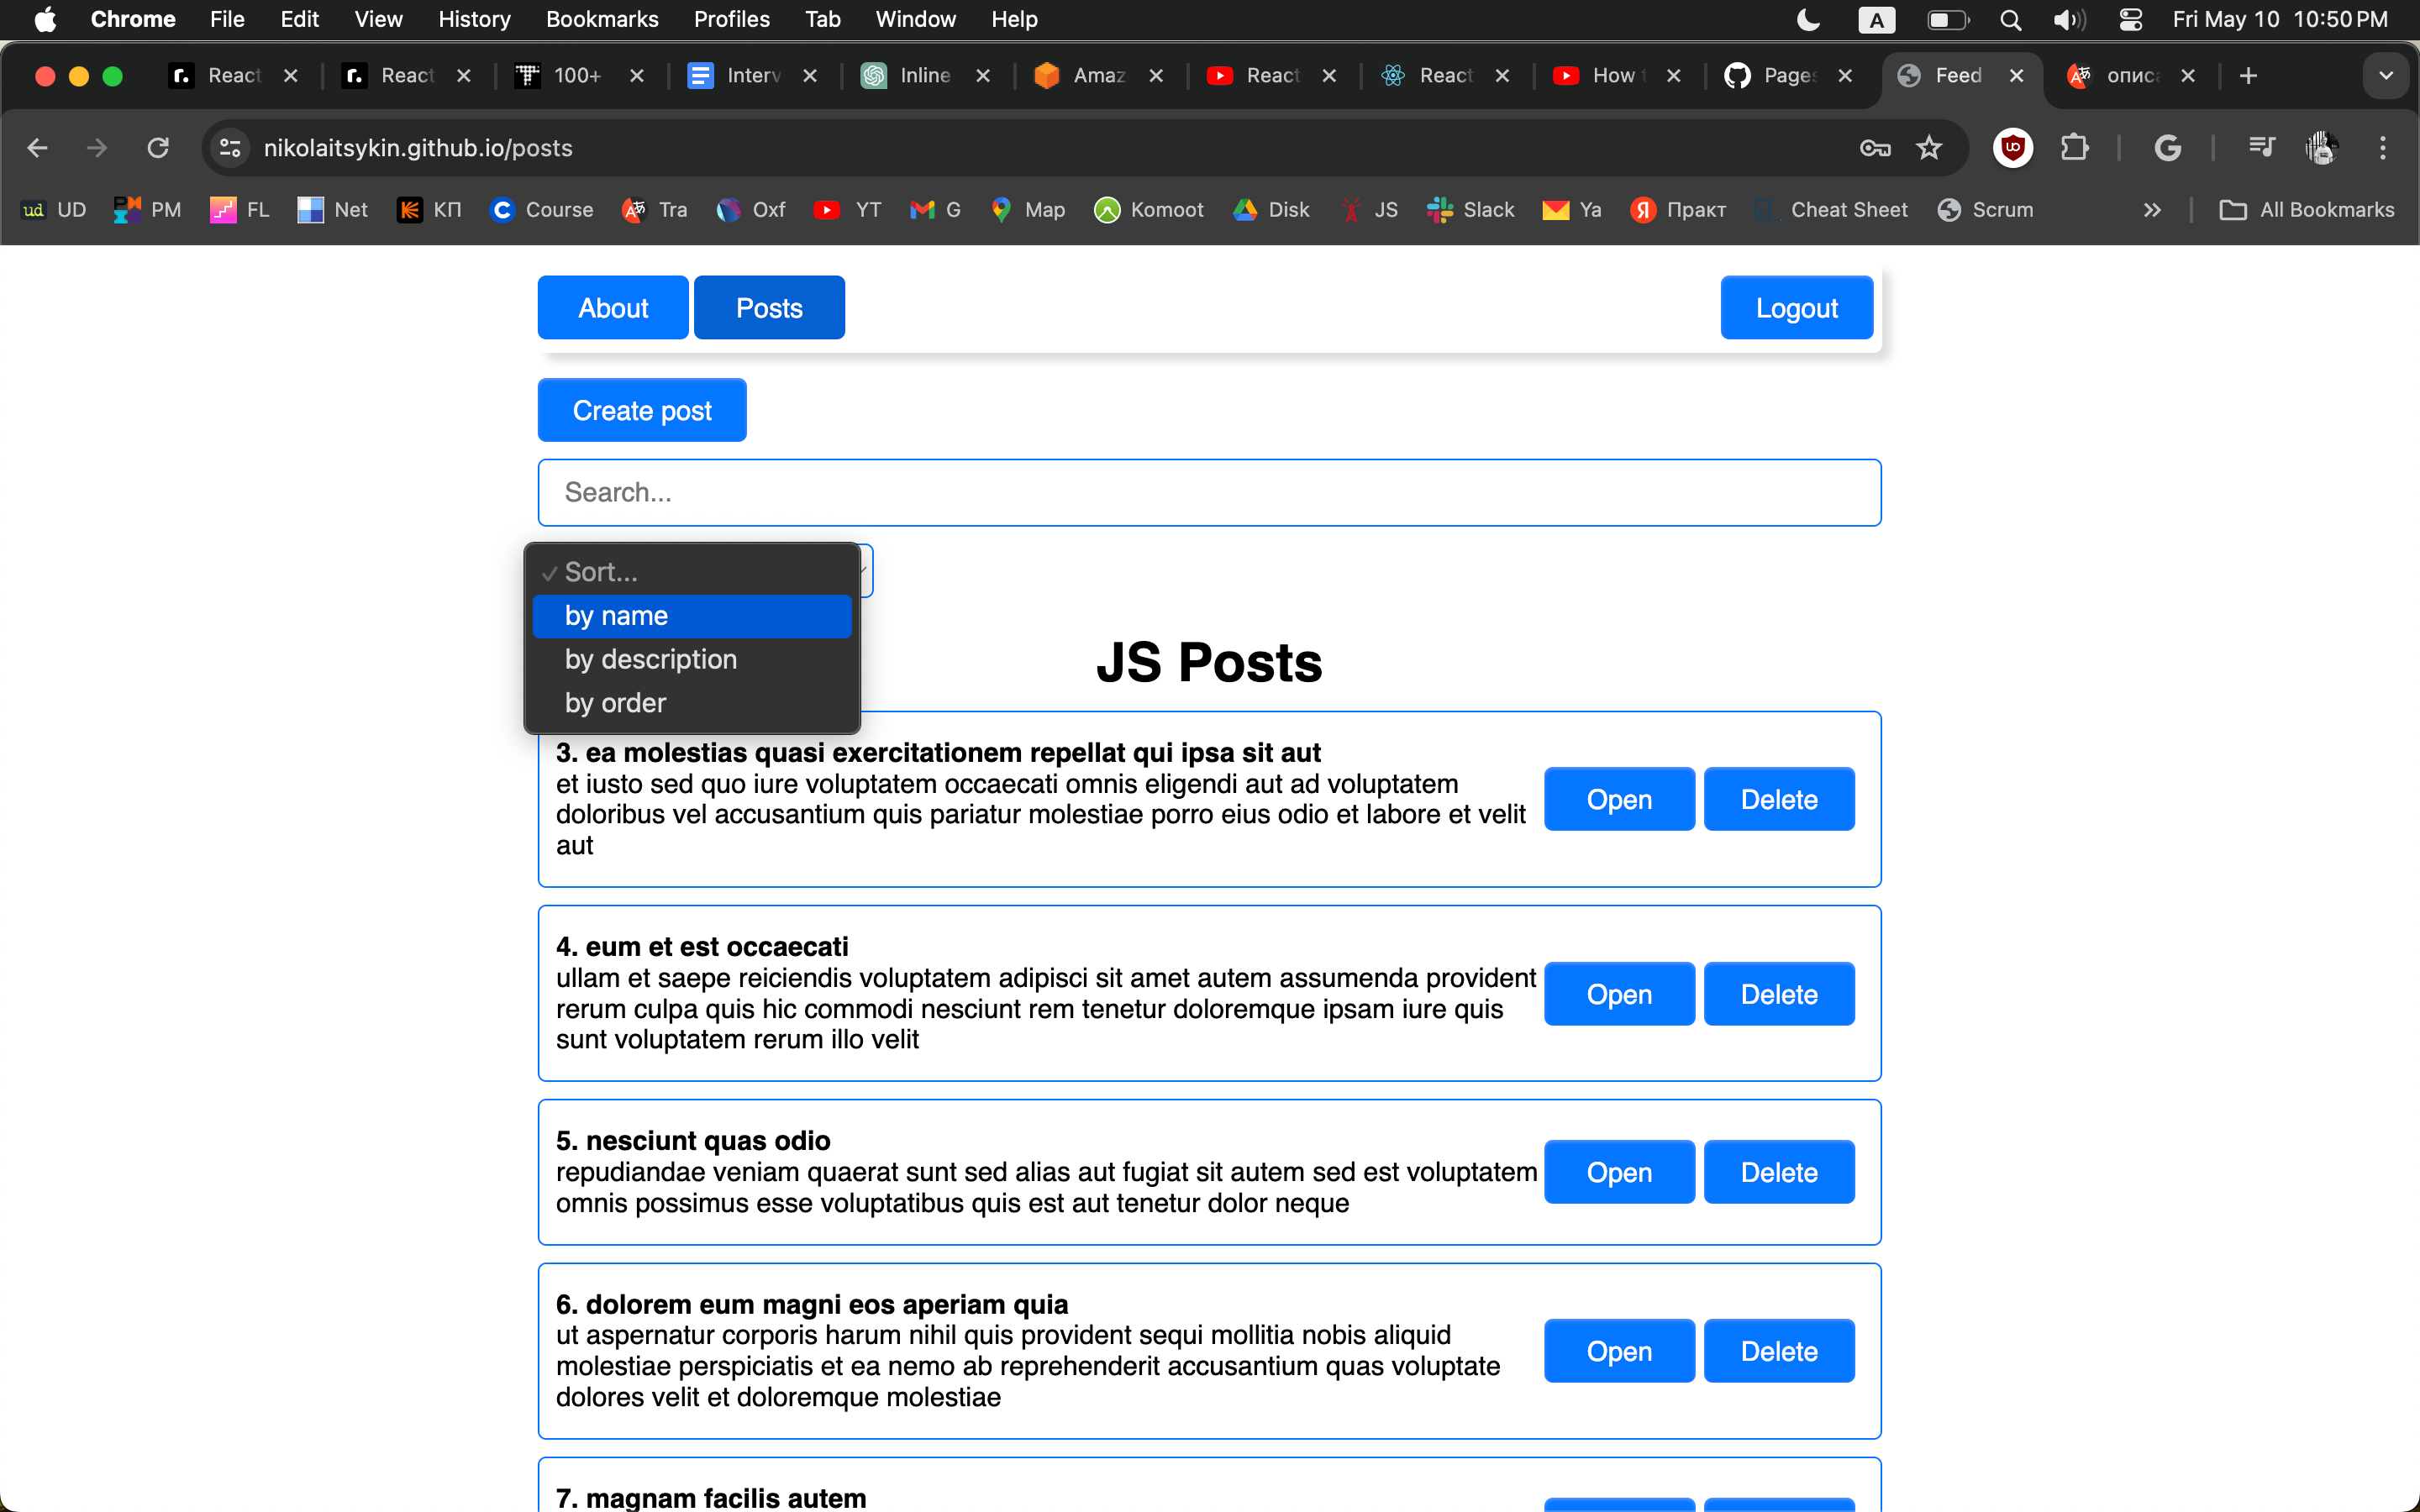 Chrome File Edit View History Bookmarks Profiles Tab Window Help A Fri May 10 10:50 PM
React React 100+ Interv Inline Amaz React React How t Pages Feed опис +
nikolaitsykin.github.io/posts
ud UD PM FL Net КП Course Tra Oxf YT G Map Komoot Disk JS Slack Ya Практ Cheat Sheet Scrum » All Bookmarks
About Posts Logout
Create post
Search...
✓ Sort...
by name
by description
by order
JS Posts
3. ea molestias quasi exercitationem repellat qui ipsa sit aut
et iusto sed quo iure voluptatem occaecati omnis eligendi aut ad voluptatem
doloribus vel accusantium quis pariatur molestiae porro eius odio et labore et velit
aut
Open Delete
4. eum et est occaecati
ullam et saepe reiciendis voluptatem adipisci sit amet autem assumenda provident
rerum culpa quis hic commodi nesciunt rem tenetur doloremque ipsam iure quis
sunt voluptatem rerum illo velit
Open Delete
5. nesciunt quas odio
repudiandae veniam quaerat sunt sed alias aut fugiat sit autem sed est voluptatem
omnis possimus esse voluptatibus quis est aut tenetur dolor neque
Open Delete
6. dolorem eum magni eos aperiam quia
ut aspernatur corporis harum nihil quis provident sequi mollitia nobis aliquid
molestiae perspiciatis et ea nemo ab reprehenderit accusantium quas voluptate
dolores velit et doloremque molestiae
Open Delete
7. magnam facilis autem